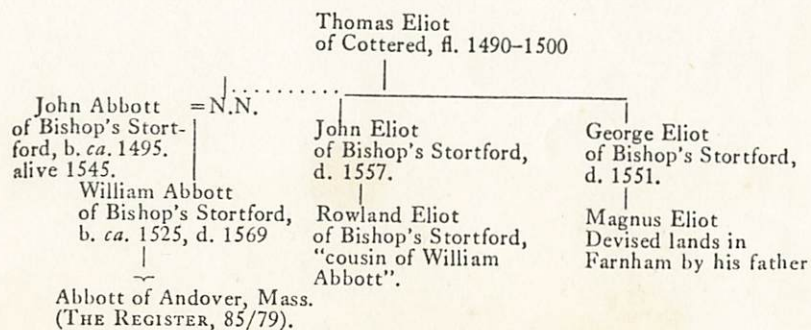 Thomas Eliot
of Cottered, fl. 1490–1500
John Abbott
of Bishop's Stort-
ford, b. ca. 1495.
alive 1545.
= N.N.
John Eliot
of Bishop's Stortford,
d. 1557.
George Eliot
of Bishop's Stortford,
d. 1551.
William Abbott
of Bishop's Stortford,
b. ca. 1525, d. 1569
Rowland Eliot
of Bishop's Stortford,
"cousin of William
Abbott".
Magnus Eliot
Devised lands in
Farnham by his father
Abbott of Andover, Mass.
(THE REGISTER, 85/79).